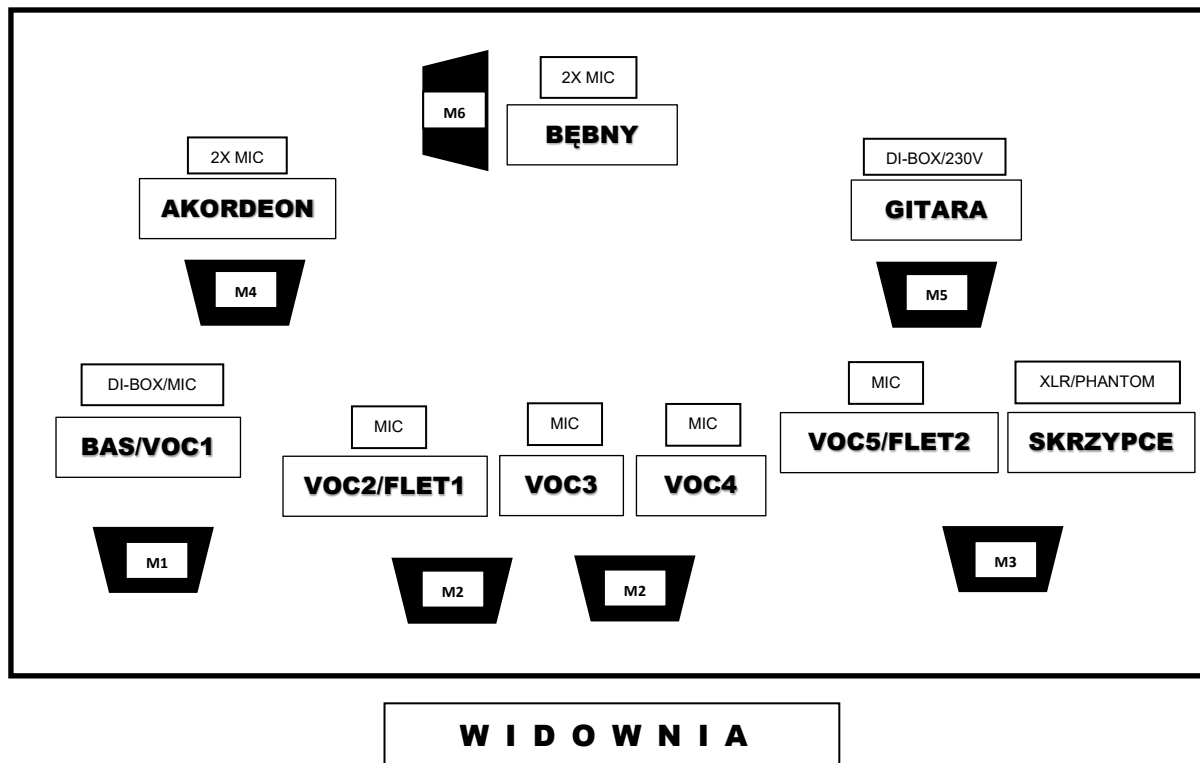 2X MIC
M6
BĘBNY
2X MIC
AKORDEON
DI-BOX/230V
GITARA
M4
M5
DI-BOX/MIC
BAS/VOC1
MIC
VOC2/FLET1
MIC
VOC3
MIC
VOC4
MIC
VOC5/FLET2
XLR/PHANTOM
SKRZYPCE
M1
M2
M2
M3
W I D O W N I A